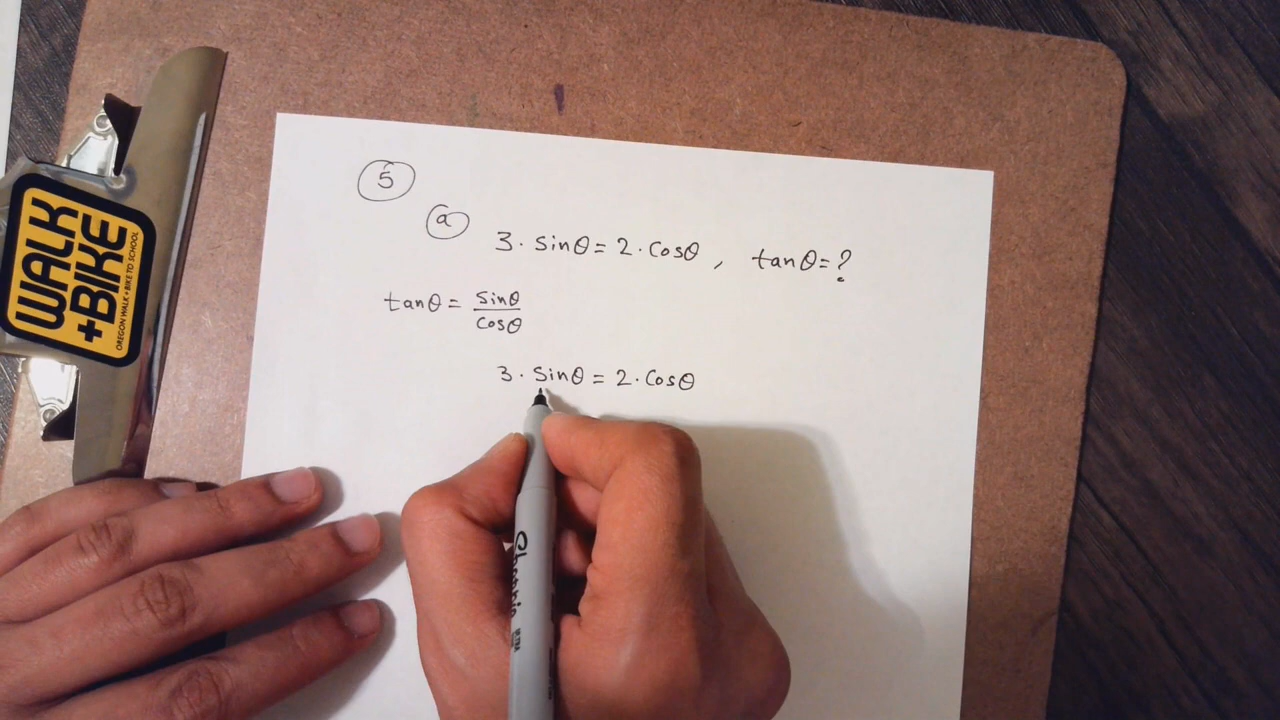 5
a
3. sinθ = 2. cosθ , tanθ = ?
tanθ = sinθ/cosθ
3. sinθ = 2. cosθ
WALK
+BIKE
OREGON WALK+BIKE TO SCHOOL
Sharpie